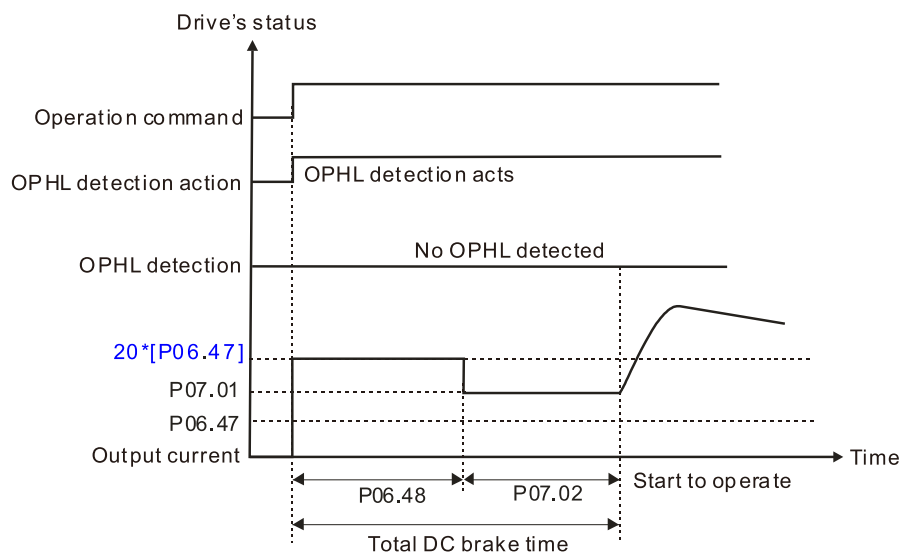 Drive's status
Operation command
OPHL detection action
OPHL detection acts
No OPHL detected
OPHL detection
20*[P06.47]
P07.01
P06.47
Output current
Time
Start to operate
P06.48
P07.02
Total DC brake time